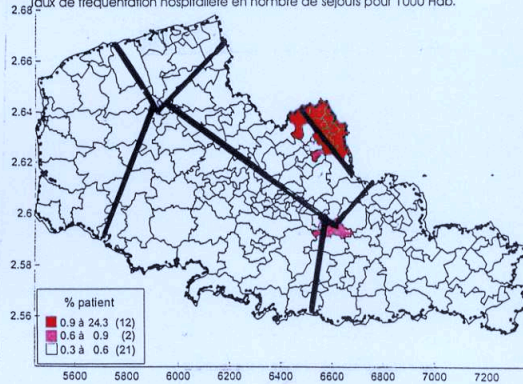 Taux de fréquentation hospitalière en nombre de séjours pour 1000 Hab.
2.68
2.66
2.64
2.62
2.6
2.58
2.56
% patient
0.9 à 24.3 (12)
0.6 à 0.9 (2)
0.3 à 0.6 (21)
5600 5800 6000 6200 6400 6600 6800 7000 7200